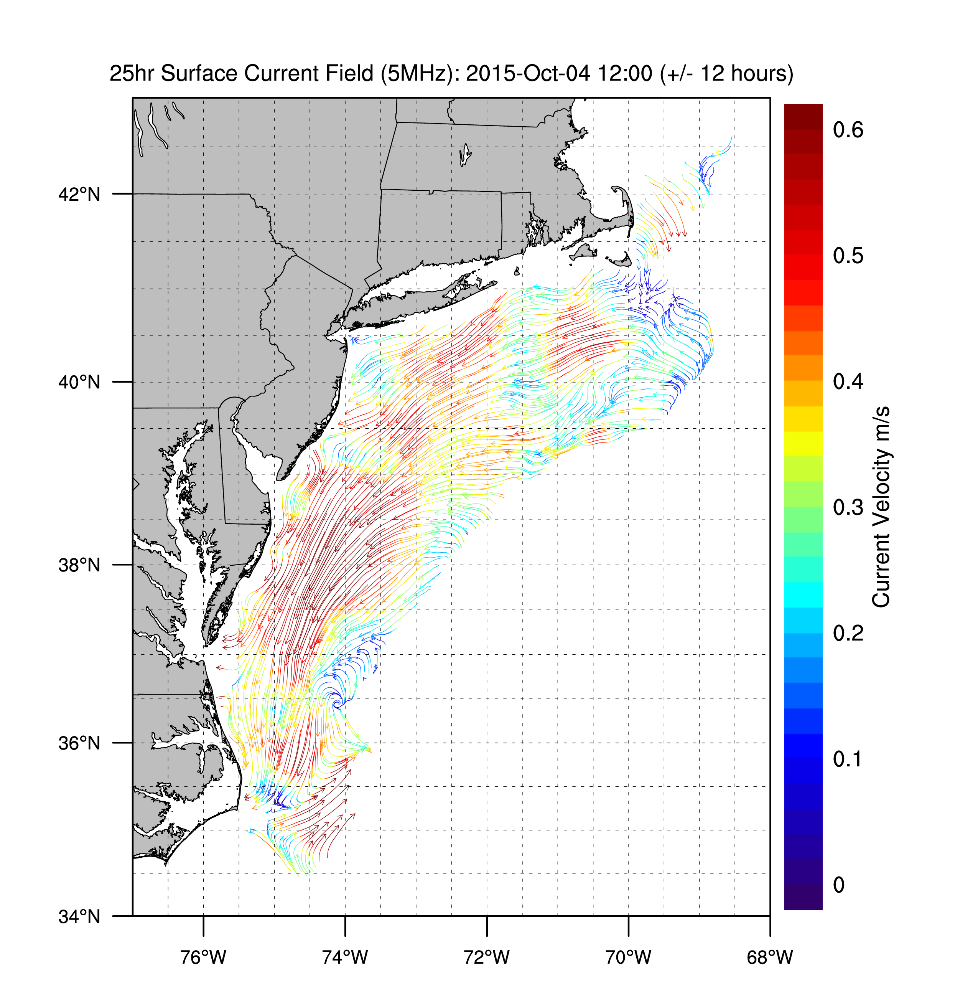 25hr Surface Current Field (5MHz): 2015-Oct-04 12:00 (+/- 12 hours)
42°N
40°N
38°N
36°N
34°N
76°W
74°W
72°W
70°W
68°W
0.6
0.5
0.4
0.3
0.2
0.1
0
Current Velocity m/s